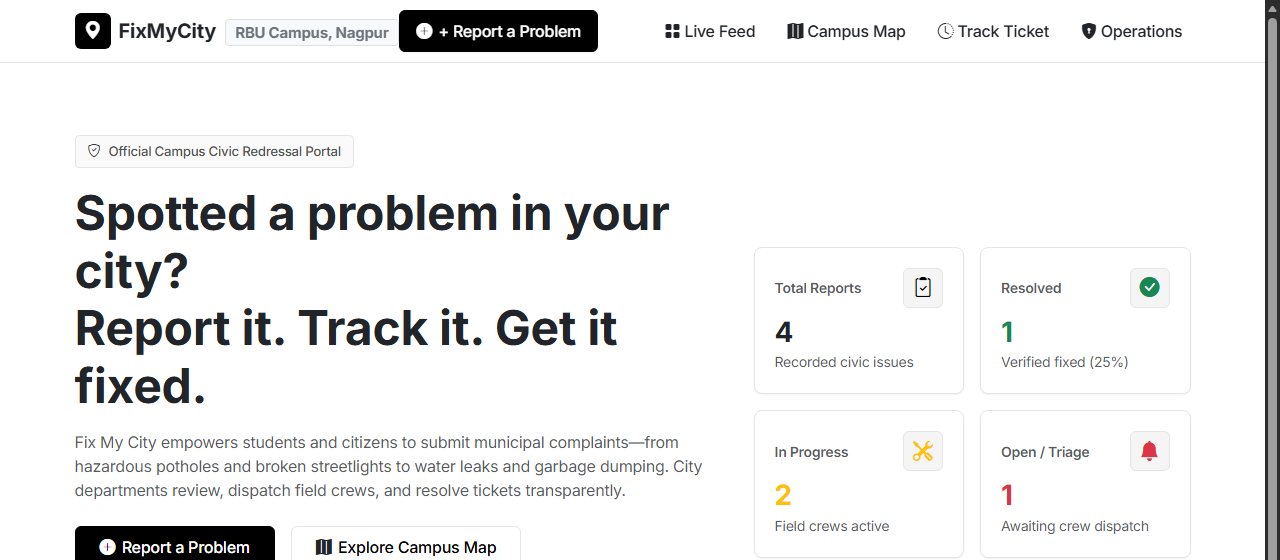 FixMyCity RBU Campus, Nagpur + Report a Problem Live Feed Campus Map Track Ticket Operations
Official Campus Civic Redressal Portal
Spotted a problem in your
city?
Report it. Track it. Get it
fixed.
Fix My City empowers students and citizens to submit municipal complaints—from
hazardous potholes and broken streetlights to water leaks and garbage dumping. City
departments review, dispatch field crews, and resolve tickets transparently.
Report a Problem Explore Campus Map
Total Reports
4
Recorded civic issues
Resolved
1
Verified fixed (25%)
In Progress
2
Field crews active
Open / Triage
1
Awaiting crew dispatch